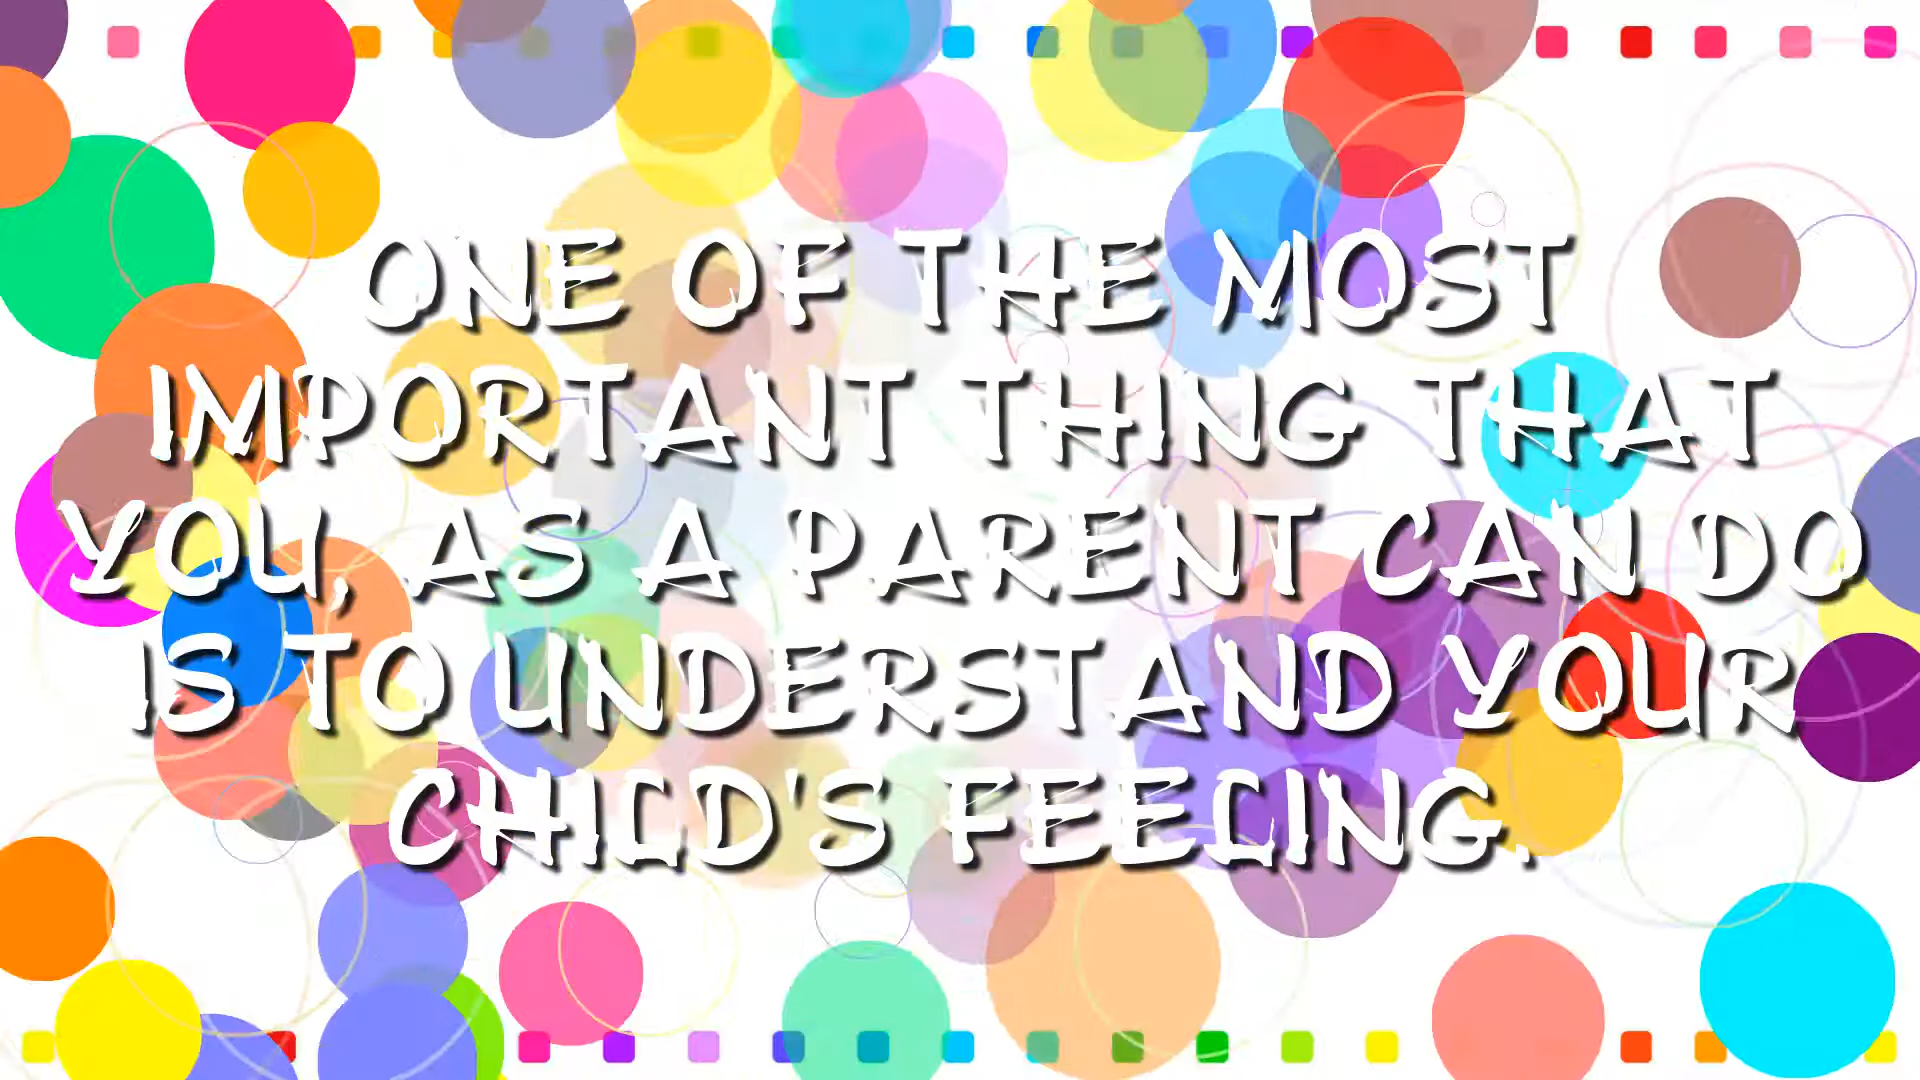 ONE OF THE MOST
IMPORTANT THING THAT
YOU, AS A PARENT CAN DO
IS TO UNDERSTAND YOUR
CHILD'S FEELING.